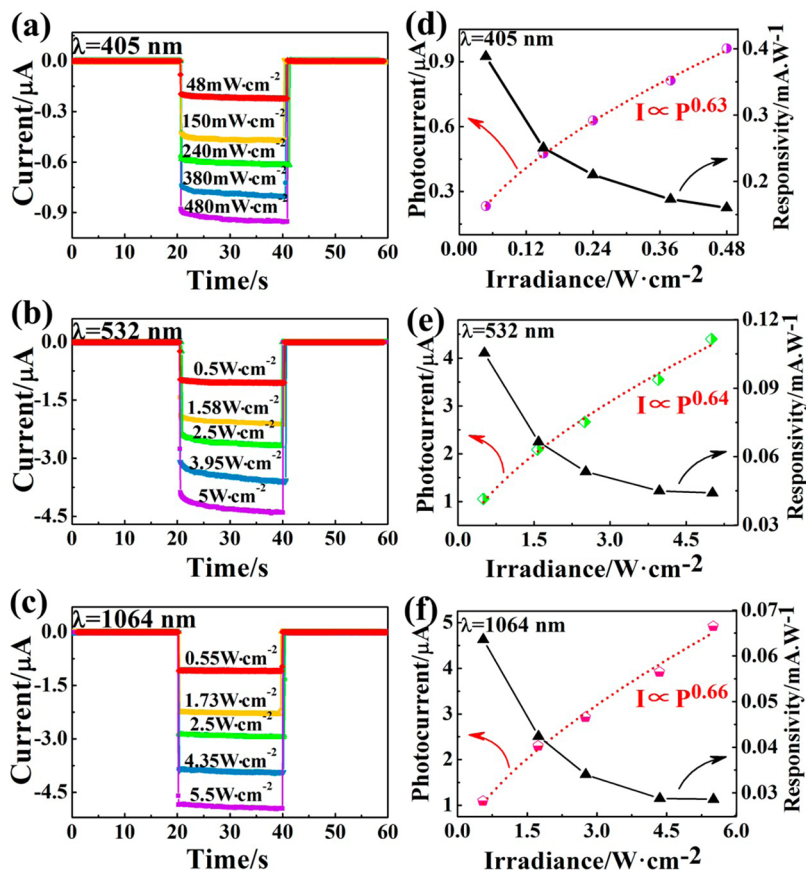 (a)
λ=405 nm
48mW·cm-2
150mW·cm-2
240mW·cm-2
380mW·cm-2
480mW·cm-2
0.0
-0.3
-0.6
-0.9
Current/μA
0 10 20 30 40 50 60
Time/s
(d)
λ=405 nm
I∝P0.63
0.9
0.6
0.3
Photocurrent/μA
0.4
0.3
0.2
Responsivity/mA.W-1
0.00 0.12 0.24 0.36 0.48
Irradiance/W·cm-2
(b)
λ=532 nm
0.5W·cm-2
1.58W·cm-2
2.5W·cm-2
3.95W·cm-2
5W·cm-2
0.0
-1.5
-3.0
-4.5
Current/μA
0 10 20 30 40 50 60
Time/s
(e)
λ=532 nm
I∝P0.64
4
3
2
1
Photocurrent/μA
0.12
0.09
0.06
0.03
Responsivity/mA.W-1
0.0 1.5 3.0 4.5
Irradiance/W·cm-2
(c)
λ=1064 nm
0.55W·cm-2
1.73W·cm-2
2.5W·cm-2
4.35W·cm-2
5.5W·cm-2
0.0
-1.5
-3.0
-4.5
Current/μA
0 20 40 60
Time/s
(f)
λ=1064 nm
I∝P0.66
5
4
3
2
1
Photocurrent/μA
0.07
0.06
0.05
0.04
0.03
Responsivity/mA.W-1
0.0 1.5 3.0 4.5 6.0
Irradiance/W·cm-2